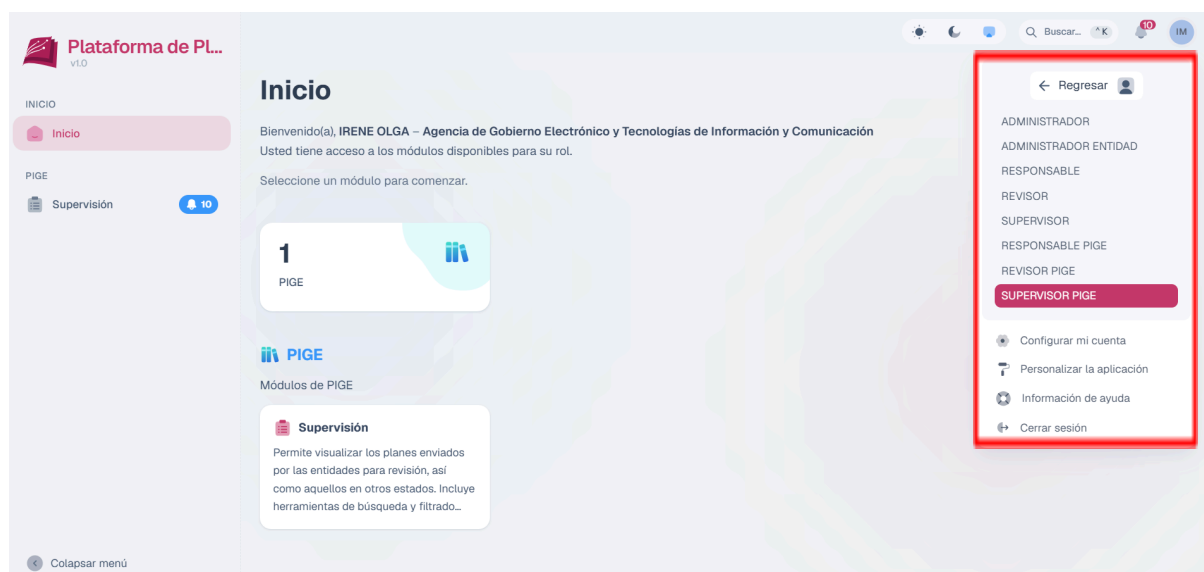 Plataforma de Pl...
v1.0
INICIO
Inicio
PIGE
Supervisión
10
Colapsar menú
Buscar... ^K
10
IM
Inicio
Bienvenido(a), IRENE OLGA – Agencia de Gobierno Electrónico y Tecnologías de Información y Comunicación
Usted tiene acceso a los módulos disponibles para su rol.
Seleccione un módulo para comenzar.
1
PIGE
PIGE
Módulos de PIGE
Supervisión
Permite visualizar los planes enviados
por las entidades para revisión, así
como aquellos en otros estados. Incluye
herramientas de búsqueda y filtrado...
Regresar
ADMINISTRADOR
ADMINISTRADOR ENTIDAD
RESPONSABLE
REVISOR
SUPERVISOR
RESPONSABLE PIGE
REVISOR PIGE
SUPERVISOR PIGE
Configurar mi cuenta
Personalizar la aplicación
Información de ayuda
Cerrar sesión